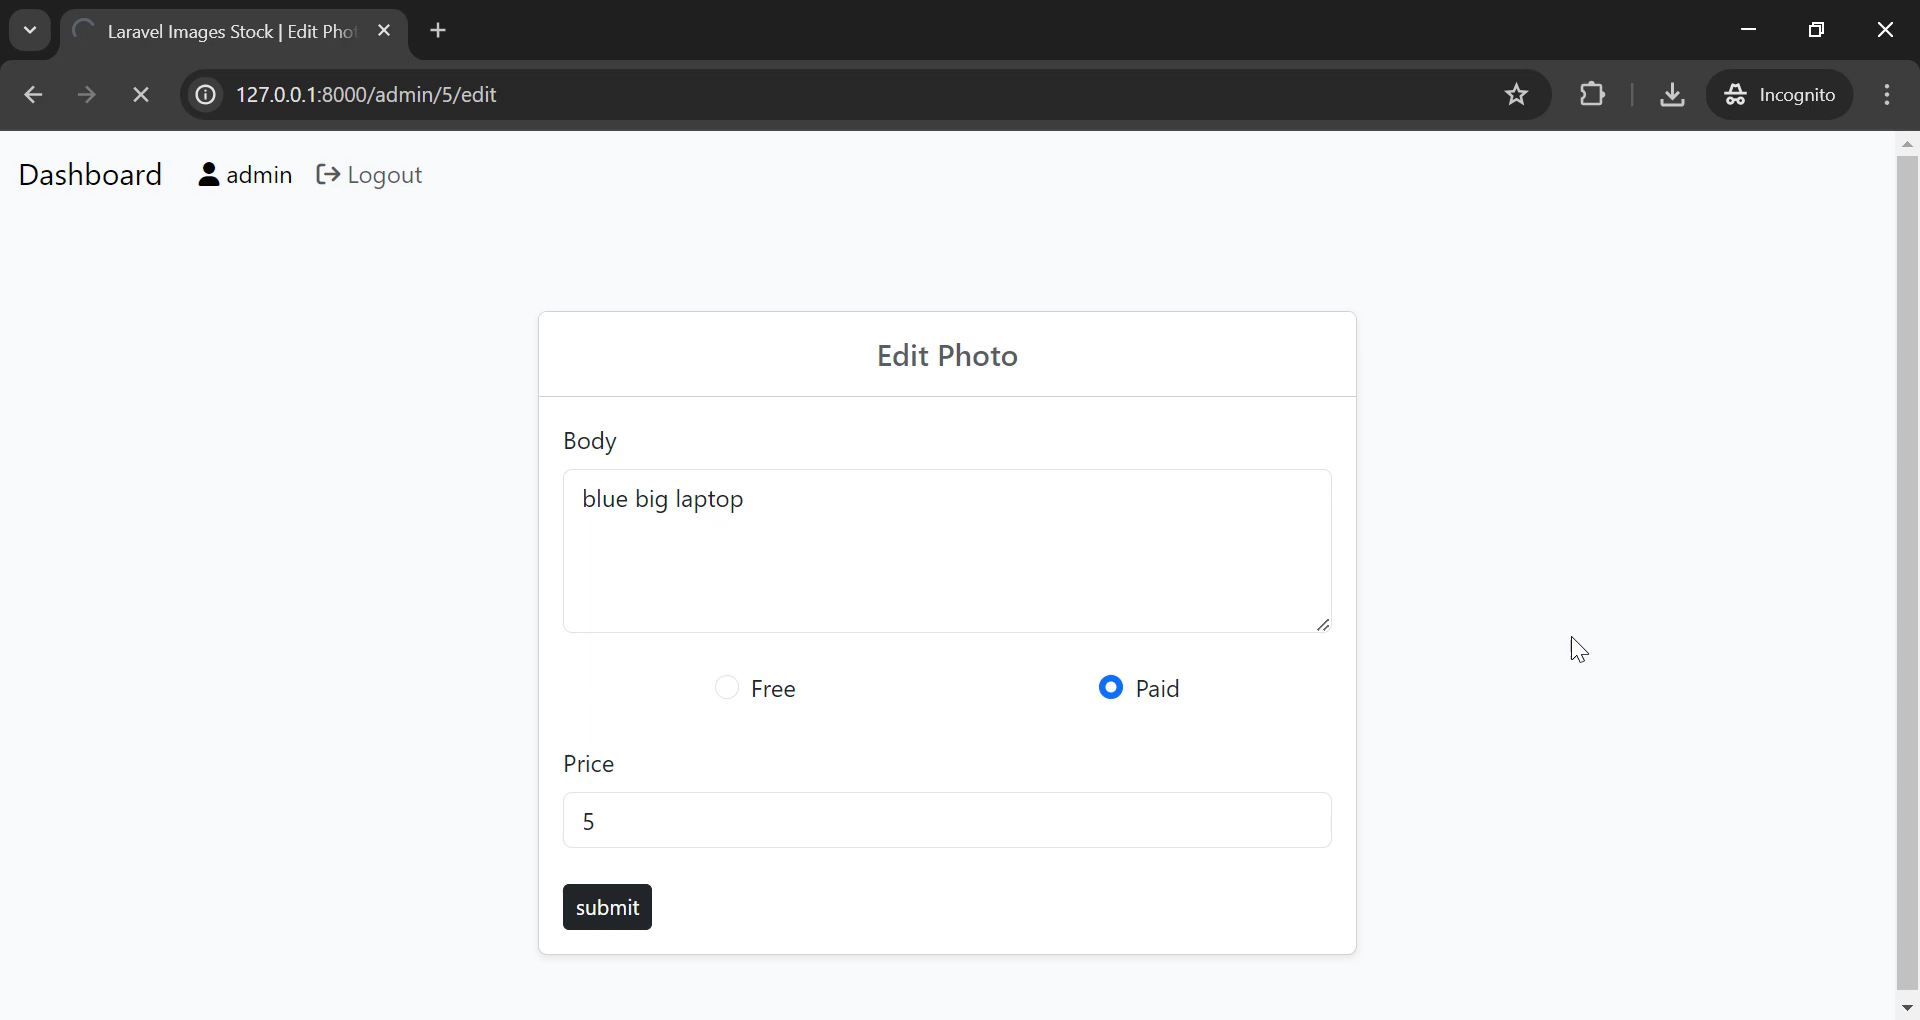 Laravel Images Stock | Edit Phot
127.0.0.1:8000/admin/5/edit
Incognito
Dashboard admin Logout
Edit Photo
Body
blue big laptop
Free Paid
Price
5
submit